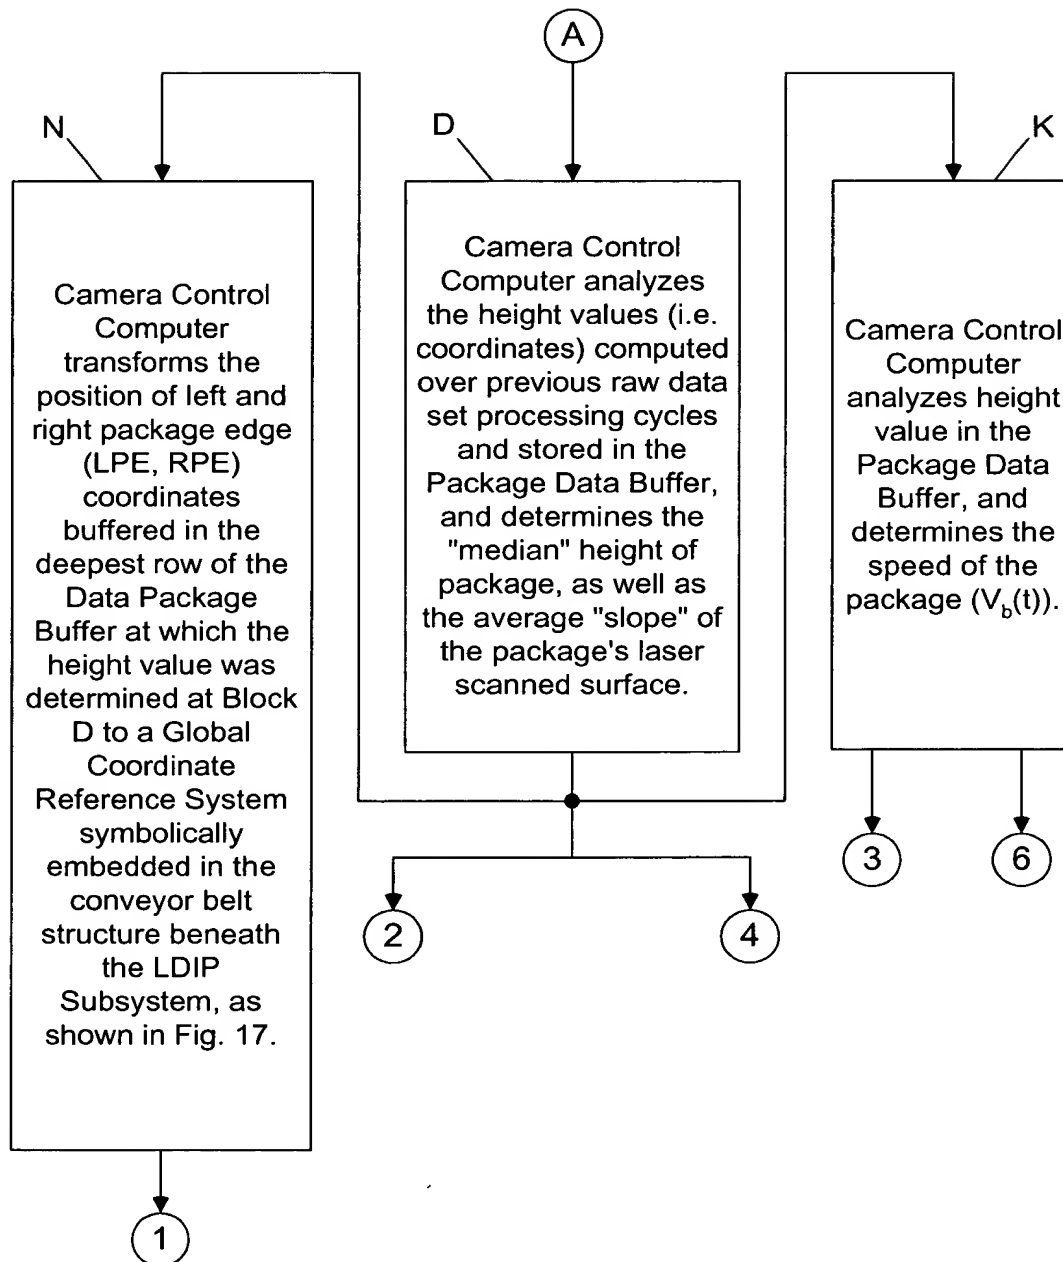 A
N
D
K
Camera Control
Computer
transforms the
position of left and
right package edge
(LPE, RPE)
coordinates
buffered in the
deepest row of the
Data Package
Buffer at which the
height value was
determined at Block
D to a Global
Coordinate
Reference System
symbolically
embedded in the
conveyor belt
structure beneath
the LDIP
Subsystem, as
shown in Fig. 17.
Camera Control
Computer analyzes
the height values (i.e.
coordinates) computed
over previous raw data
set processing cycles
and stored in the
Package Data Buffer,
and determines the
"median" height of
package, as well as
the average "slope" of
the package's laser
scanned surface.
Camera Control
Computer
analyzes height
value in the
Package Data
Buffer, and
determines the
speed of the
package (V_b(t)).
3
6
2
4
1